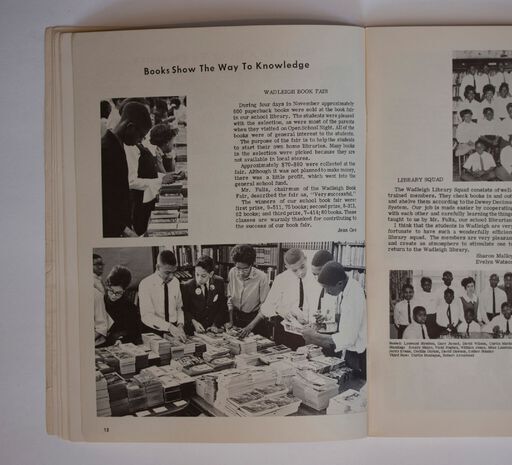 Books Show The Way To Knowledge
WADLEIGH BOOK FAIR
During four days in November approximately
600 paperback books were sold at the book fair
in our school library. The students were pleased
with the selection, as were most of the parents
when they visited on Open School Night. All of the
books were of general interest to the students.
The purpose of the fair is to help the students
to start their own home libraries. Many books
in the selection were picked because they are
not available in local stores.
Approximately $70-$80 were collected at the
fair. Although it was not planned to make money,
there was a little profit, which went into the
general school fund.
Mr. Fulls, chairman of the Wadleigh Book
Fair, described the fair as, "Very successful."
The winners of our school book fair were:
first prize, 9-511, 75 books; second prize, 8-313,
62 books; and third prize, 7-414; 60 books. These
classes are warmly thanked for contributing to
the success of our book fair.
Jean
12
LIBRARY SQUAD
The Wadleigh Library Squad consists of well-
trained members. They check books in and out
and shelve them according to the Dewey Decimal
System. Our job is made easier by cooperating
with each other and carefully learning the things
taught to us by Mr. Fulls, our school librarian.
I think that the students in Wadleigh are very
fortunate to have such a wonderfully efficient
library squad. The members are very pleasant
and create an atmosphere to stimulate one to
return to the Wadleigh library.
Sharon
Evelyn Watson